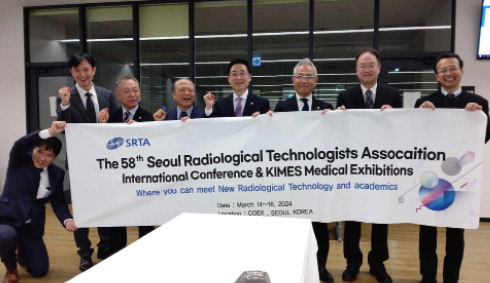 SRTA
The 58th Seoul Radiological Technologists Assocaition
International Conference & KIMES Medical Exhibitions
Where you can meet New Radiological Technology and academics
Date : March 14~16, 2024
Location : COEX, SEOUL KOREA